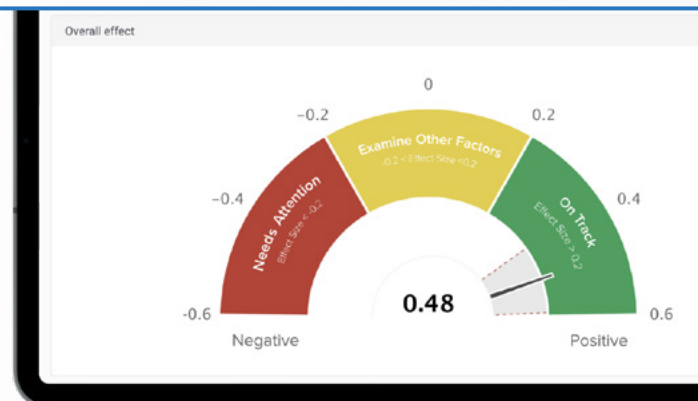 Overall effect
0
-0.2
0.2
Examine Other Factors
-0.2 < Effect Size <0.2
-0.4
0.4
Needs Attention
Effect Size < -0.2
On Track
Effect Size > 0.2
0.48
-0.6
0.6
Negative
Positive